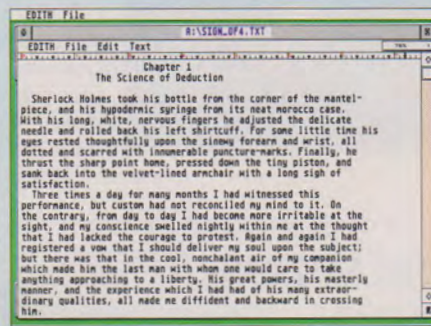 EDITH File
A:\SIGN_OF4.TXT
EDITH File Edit Text
Chapter 1
The Science of Deduction
Sherlock Holmes took his bottle from the corner of the mantel-
piece, and his hypodermic syringe from its neat morocco case.
With his long, white, nervous fingers he adjusted the delicate
needle and rolled back his left shirtcuff. For some little time his
eyes rested thoughtfully upon the sinewy forearm and wrist, all
dotted and scarred with innumerable puncture-marks. Finally, he
thrust the sharp point home, pressed down the tiny piston, and
sank back into the velvet-lined armchair with a long sigh of
satisfaction.
Three times a day for many months I had witnessed this
performance, but custom had not reconciled my mind to it. On
the contrary, from day to day I had become more irritable at the
sight, and my conscience swelled nightly within me at the thought
that I had lacked the courage to protest. Again and again I had
registered a vow that I should deliver my soul upon the subject;
but there was that in the cool, nonchalant air of my companion
which made him the last man with whom one would care to take
anything approaching to a liberty. His great powers, his masterly
manner, and the experience which I had had of his many extraor-
dinary qualities, all made me diffident and backward in crossing
him.